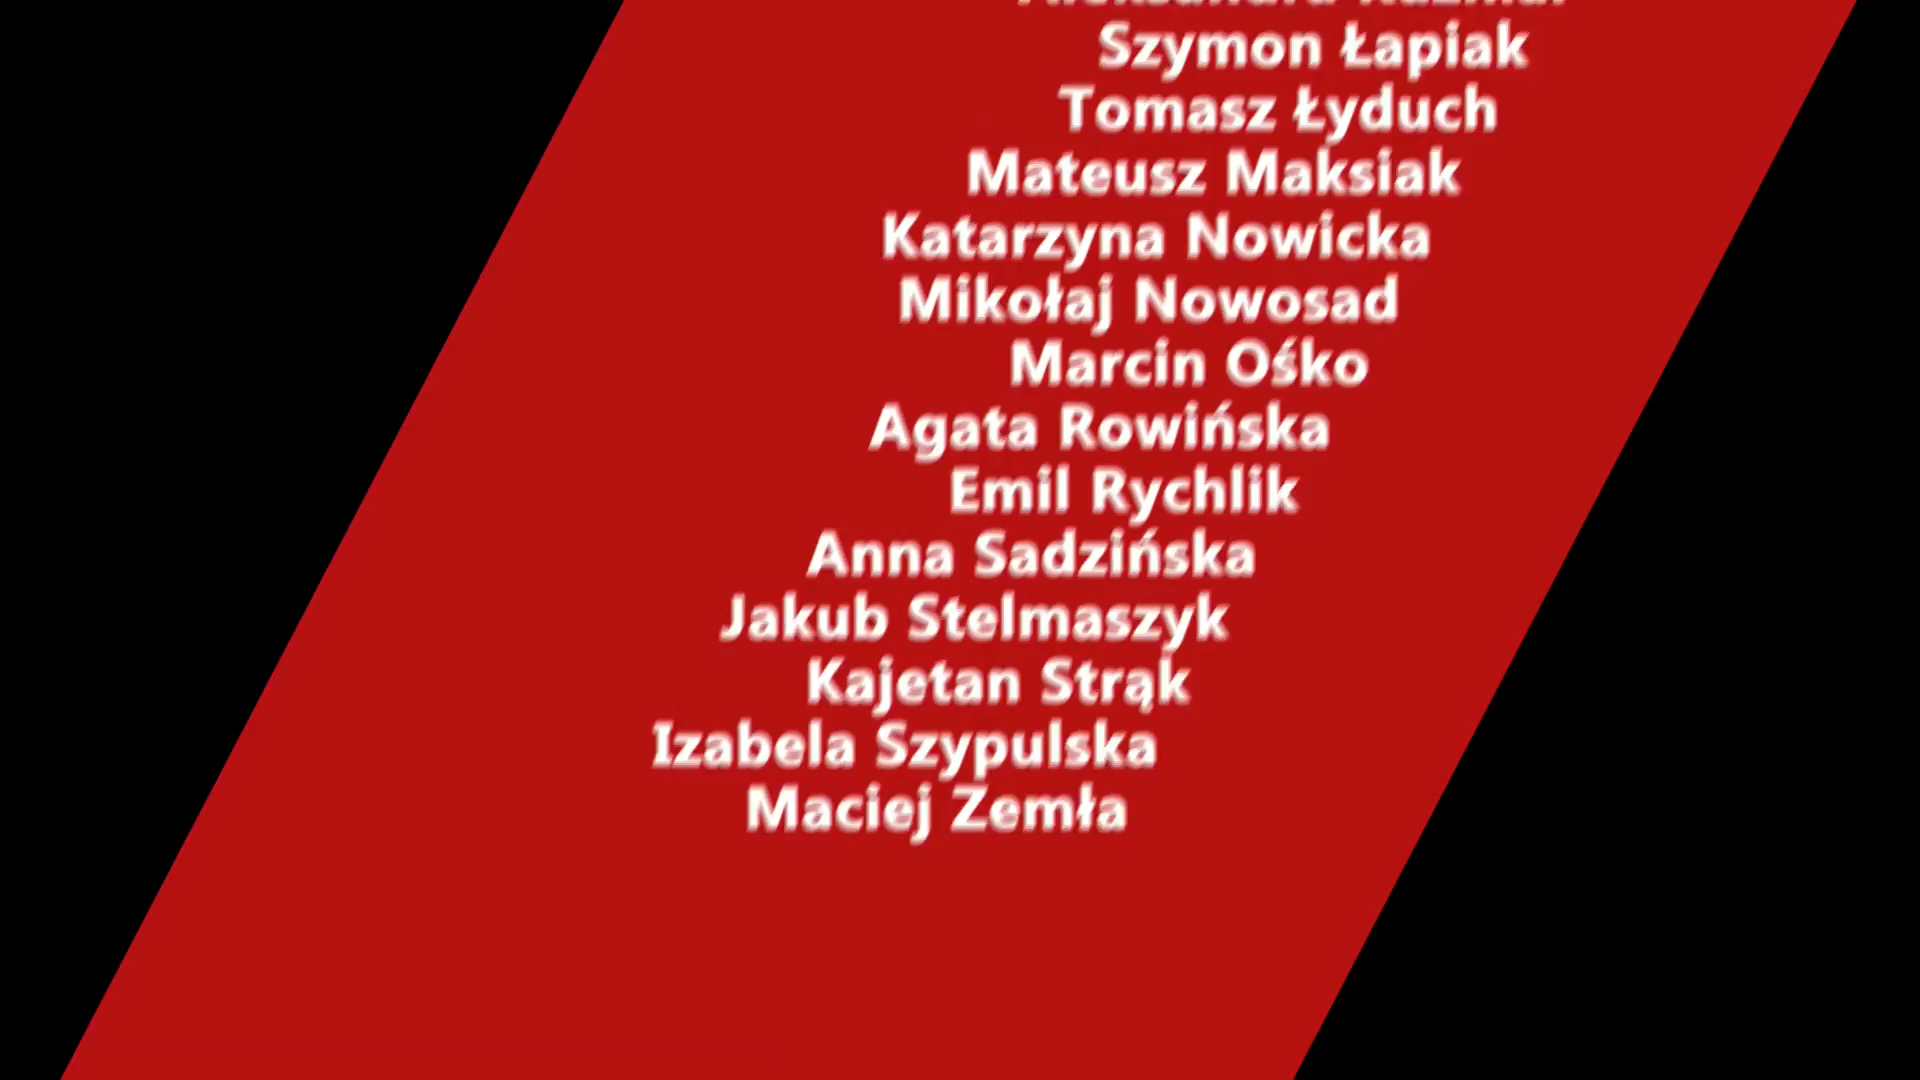 Szymon Łapiak
Tomasz Łyduch
Mateusz Maksiak
Katarzyna Nowicka
Mikołaj Nowosad
Marcin Ośko
Agata Rowińska
Emil Rychlik
Anna Sadzińska
Jakub Stelmaszyk
Kajetan Strąk
Izabela Szypulska
Maciej Zemła